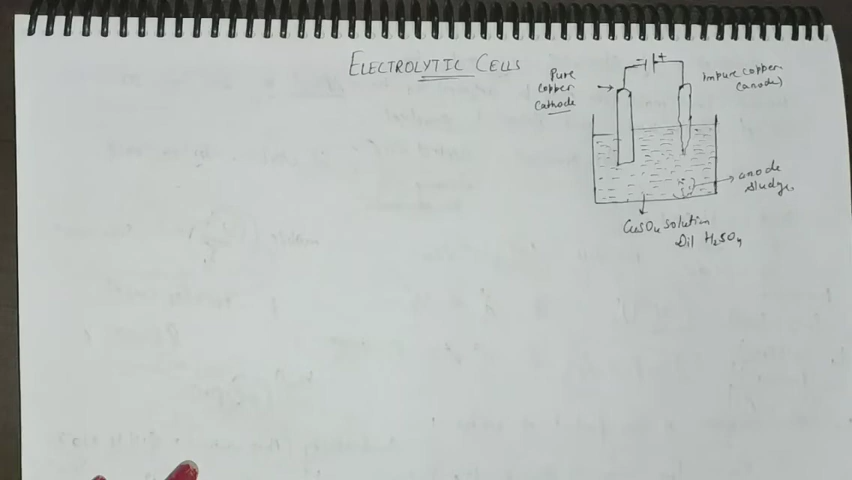 ELECTROLYTIC CELLS
Pure
copper
cathode
- +
Impure copper
(anode)
anode
sludge
CuSO4 solution
Dil H2SO4